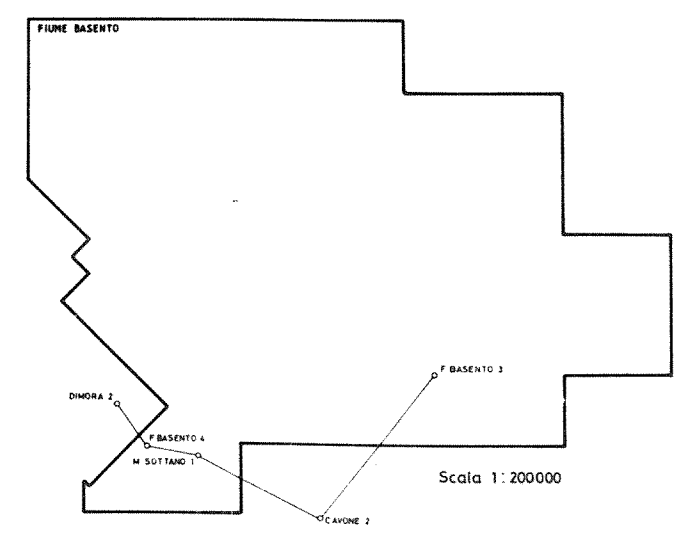 FIUME BASENTO
F BASENTO 3
DIMORA 2
F BASENTO 4
M SOTTANO 1
Scala 1:200000
CAVONE 2